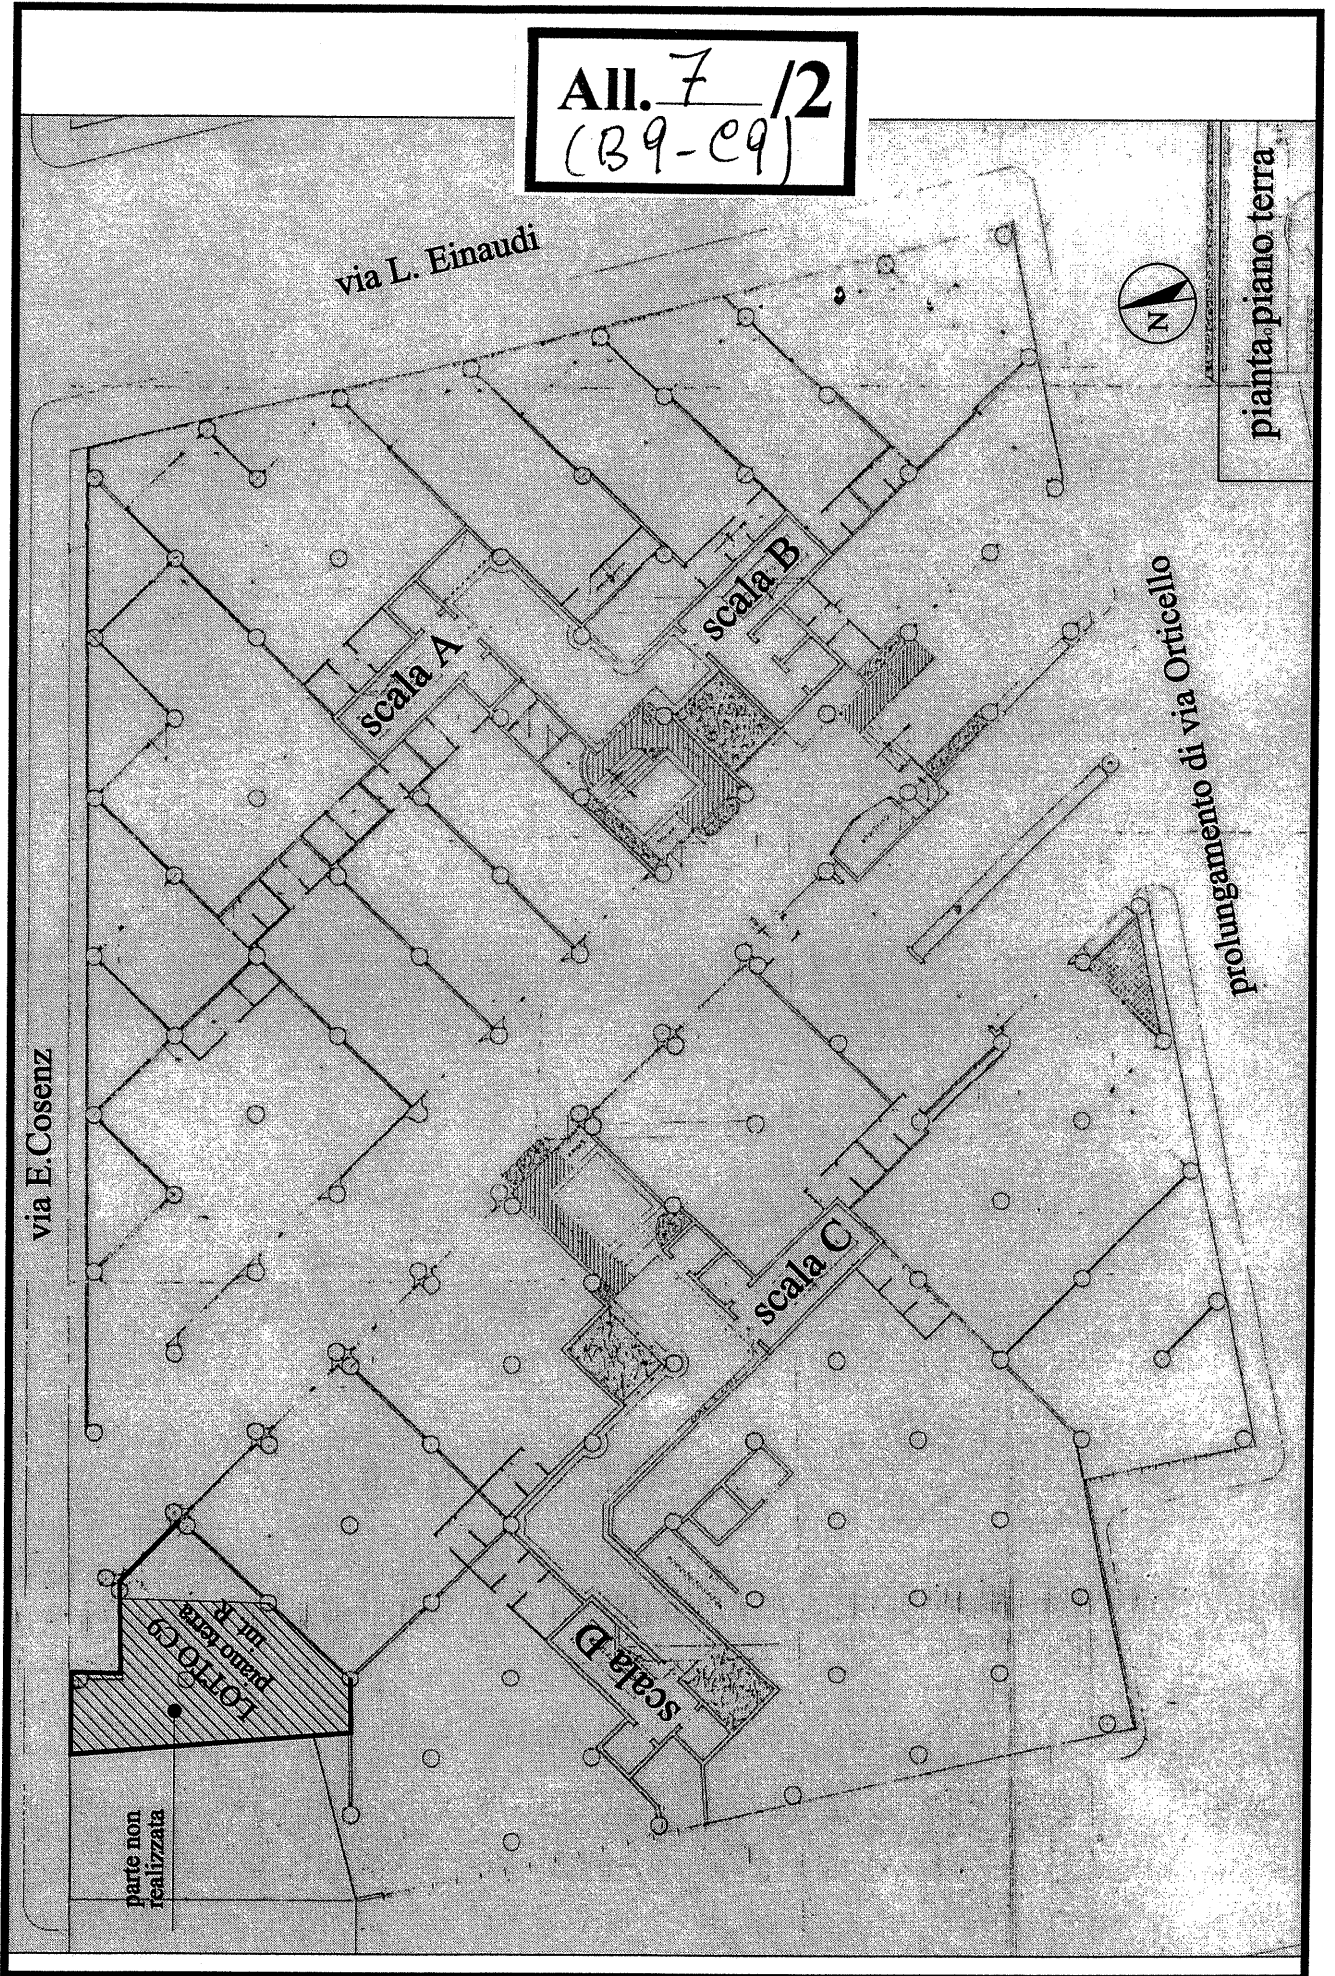 All. 7 /2
(B9-C9)
pianta piano terra
N
via L. Einaudi
scala B
scala A
prolungamento di via Orticello
via E.Cosenz
scala C
LOTTO C9
piano terra
int. R
scala D
parte non
realizzata